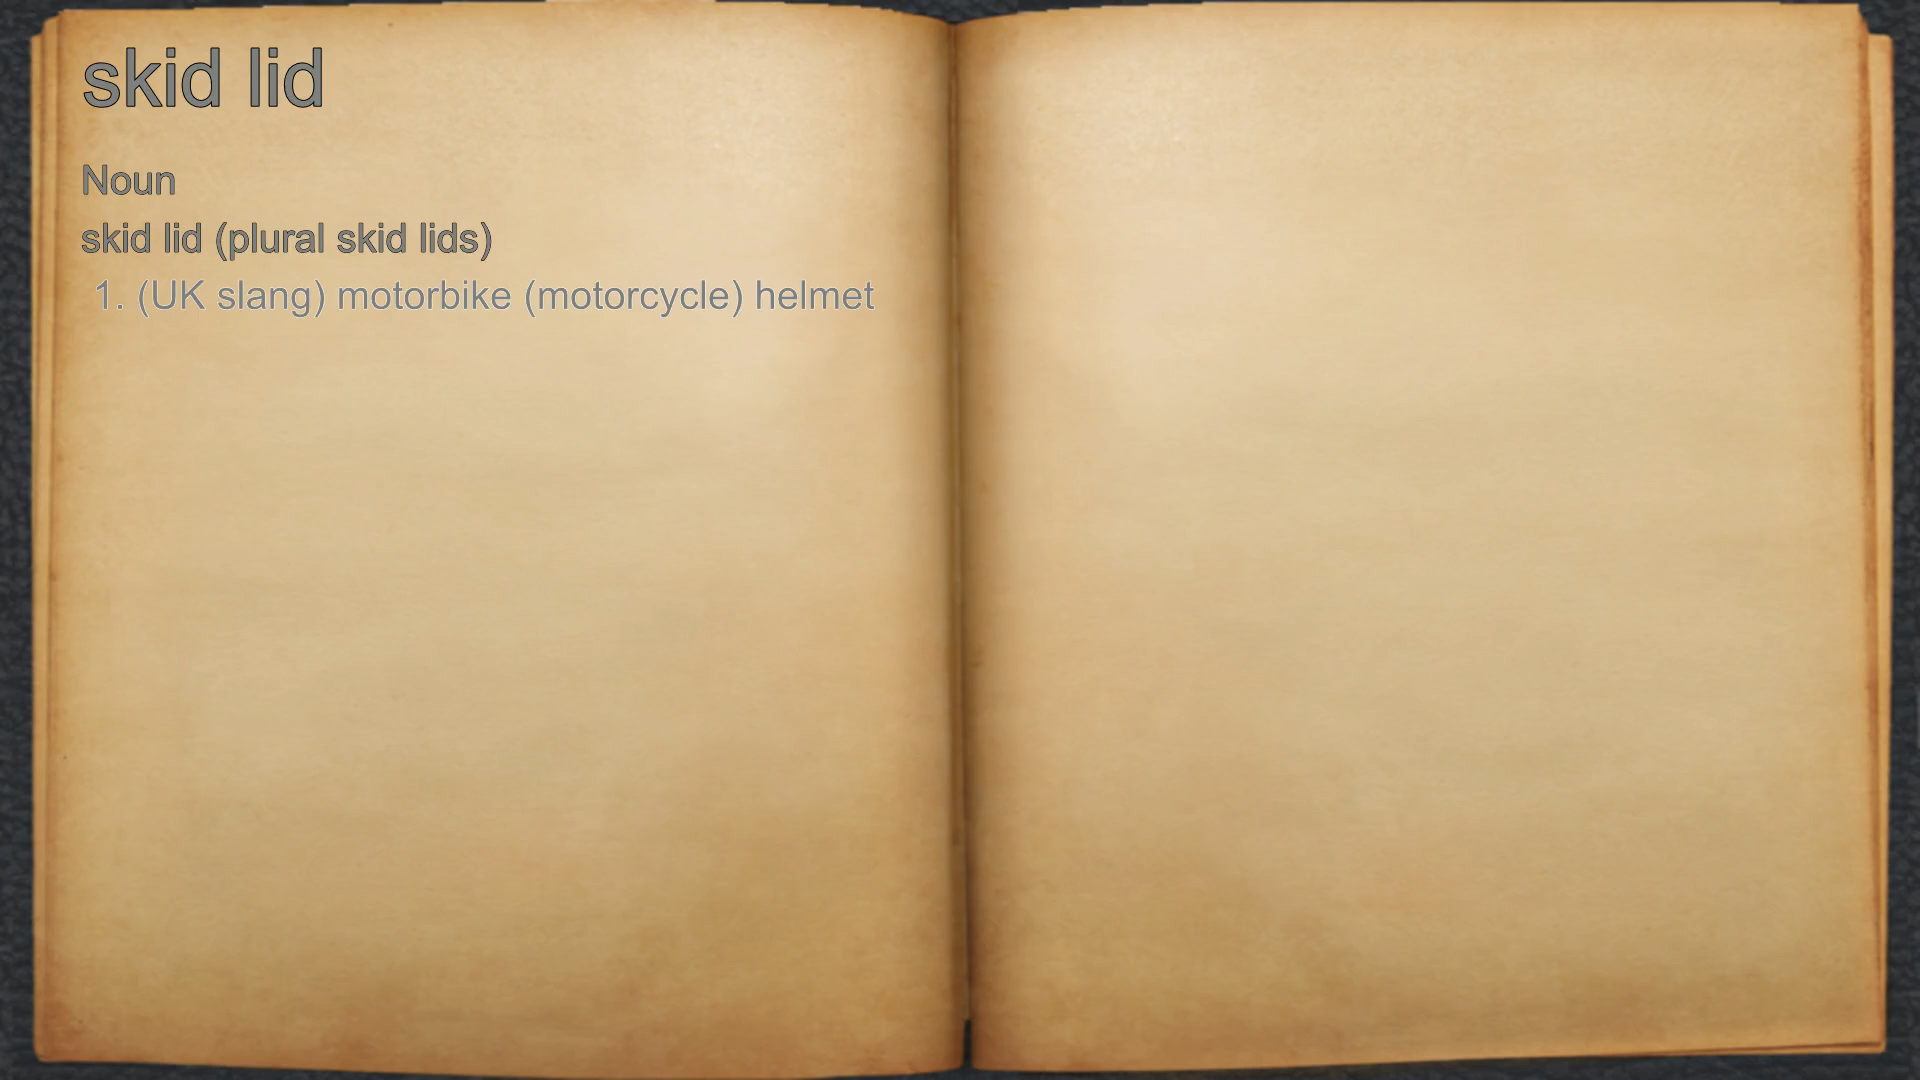 skid lid
Noun
skid lid (plural skid lids)
1. (UK slang) motorbike (motorcycle) helmet